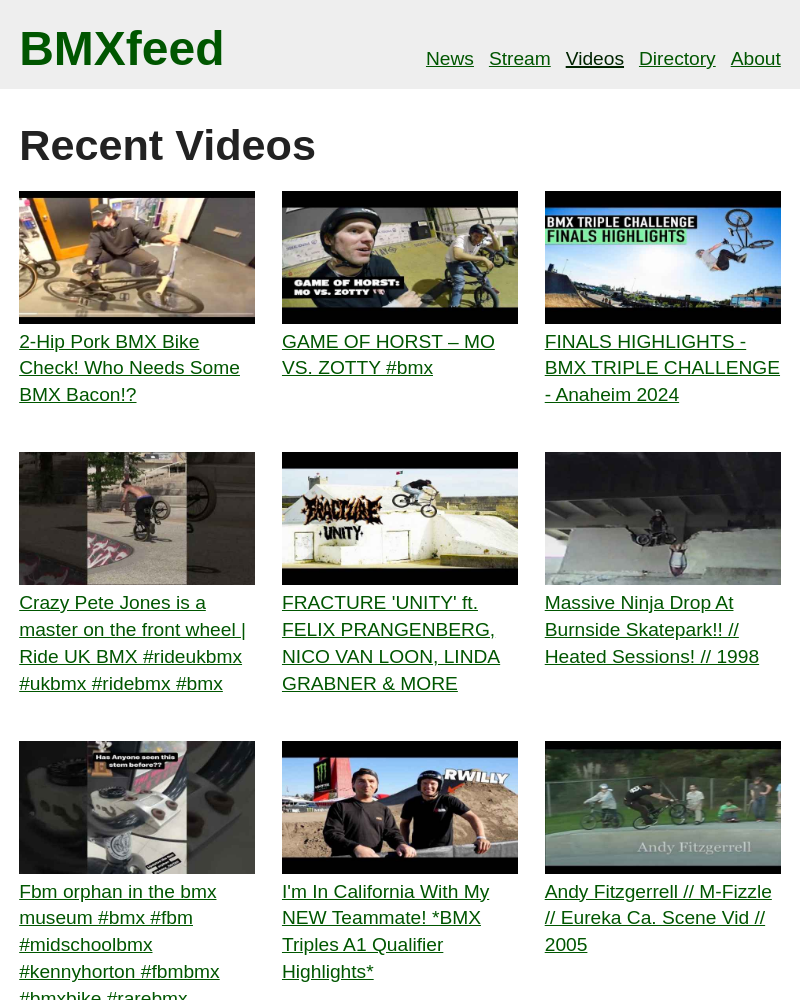 BMXfeed
News Stream Videos Directory About
Recent Videos
GAME OF HORST:
MO VS. ZOTTY
BMX TRIPLE CHALLENGE
FINALS HIGHLIGHTS
2-Hip Pork BMX Bike
Check! Who Needs Some
BMX Bacon!?
GAME OF HORST – MO
VS. ZOTTY #bmx
FINALS HIGHLIGHTS -
BMX TRIPLE CHALLENGE
- Anaheim 2024
FRACTURE
UNITY
Crazy Pete Jones is a
master on the front wheel |
Ride UK BMX #rideukbmx
#ukbmx #ridebmx #bmx
FRACTURE 'UNITY' ft.
FELIX PRANGENBERG,
NICO VAN LOON, LINDA
GRABNER & MORE
Massive Ninja Drop At
Burnside Skatepark!! //
Heated Sessions! // 1998
Has Anyone seen this
stem before??
RWILLY
Andy Fitzgerrell
Fbm orphan in the bmx
museum #bmx #fbm
#midschoolbmx
#kennyhorton #fbmbmx
#bmxbike #rarebmx
I'm In California With My
NEW Teammate! *BMX
Triples A1 Qualifier
Highlights*
Andy Fitzgerrell // M-Fizzle
// Eureka Ca. Scene Vid //
2005